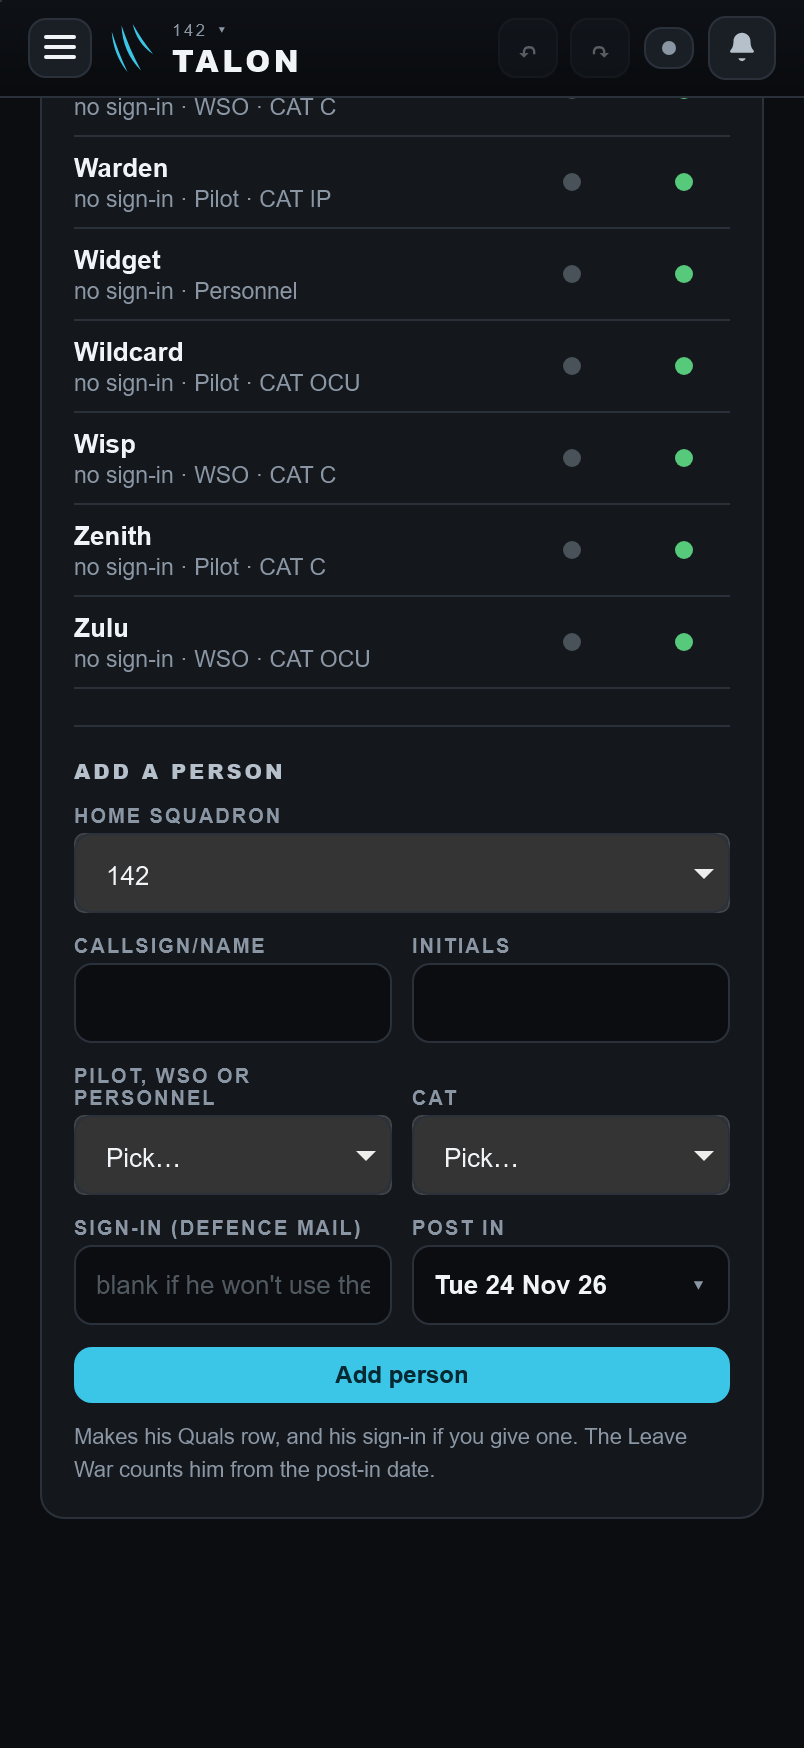 142 ▾
TALON
no sign-in · WSO · CAT C
Warden
no sign-in · Pilot · CAT IP
Widget
no sign-in · Personnel
Wildcard
no sign-in · Pilot · CAT OCU
Wisp
no sign-in · WSO · CAT C
Zenith
no sign-in · Pilot · CAT C
Zulu
no sign-in · WSO · CAT OCU
ADD A PERSON
HOME SQUADRON
142
CALLSIGN/NAME INITIALS
PILOT, WSO OR
PERSONNEL CAT
Pick... Pick...
SIGN-IN (DEFENCE MAIL) POST IN
blank if he won't use the Tue 24 Nov 26 ▾
Add person
Makes his Quals row, and his sign-in if you give one. The Leave
War counts him from the post-in date.